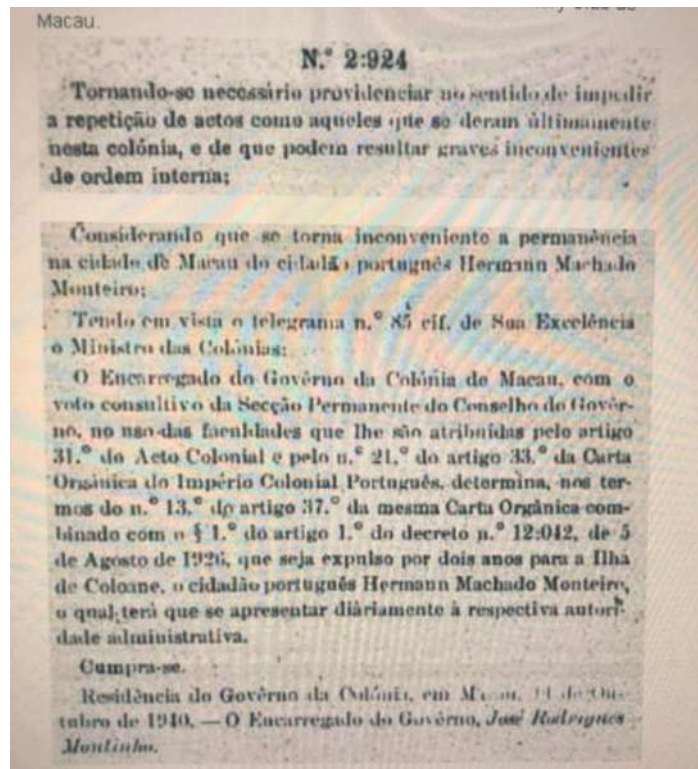 Macau.
N.º 2:924
Tornando-se necessário providenciar no sentido de impedir
a repetição de actos como aqueles que se deram últimamente
nesta colónia, e de que podem resultar graves inconvenientes
de ordem interna;
Considerando que se torna inconveniente a permanência
na cidade de Macau do cidadão português Hermann Machado
Monteiro;
Tendo em vista o telegrama n.º 85 cif. de Sua Excelência
o Ministro das Colónias:
O Encarregado do Govêrno da Colónia de Macau, com o
voto consultivo da Secção Permanente do Conselho do Govêr-
no, no uso das faculdades que lhe são atribuídas pelo artigo
31.º do Acto Colonial e pelo n.º 21.º do artigo 33.º da Carta
Orgânica do Império Colonial Português, determina, nos ter-
mos do n.º 13.º do artigo 37.º da mesma Carta Orgânica com-
binado com o § 1.º do artigo 1.º do decreto n.º 12:042, de 5
de Agosto de 1926, que seja expulso por dois anos para a Ilha
de Coloane, o cidadão português Hermann Machado Monteiro,
o qual terá que se apresentar diàriamente à respectiva autori-
dade administrativa.
Cumpra-se.
Residência do Govêrno da Colónia, em Macau, de Ou-
tubro de 1940. — O Encarregado do Govêrno, José Rodrigues
Moutinho.